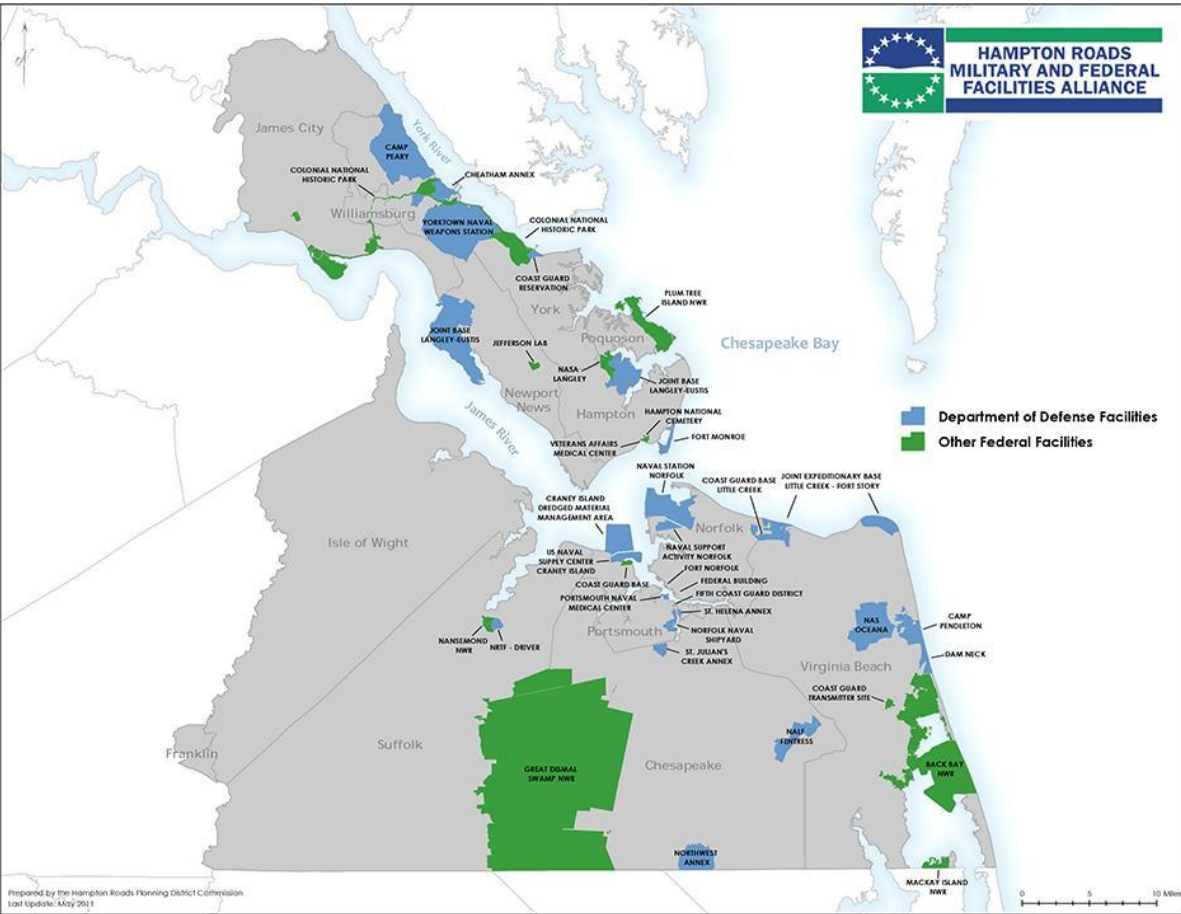 HAMPTON ROADS
MILITARY AND FEDERAL
FACILITIES ALLIANCE
James City
York River
CAMP
PEARY
COLONIAL NATIONAL
HISTORIC PARK
CHEATHAM ANNEX
Williamsburg
YORKTOWN NAVAL
WEAPONS STATION
COLONIAL NATIONAL
HISTORIC PARK
COAST GUARD
RESERVATION
York
PLUM TREE
ISLAND NWR
JOINT BASE
LANGLEY-EUSTIS
JEFFERSON LAB
Poquoson
Chesapeake Bay
NASA
LANGLEY
JOINT BASE
LANGLEY-EUSTIS
Newport
News
Hampton
HAMPTON NATIONAL
CEMETERY
James River
VETERANS AFFAIRS
MEDICAL CENTER
FORT MONROE
Department of Defense Facilities
Other Federal Facilities
NAVAL STATION
NORFOLK
COAST GUARD BASE
LITTLE CREEK
JOINT EXPEDITIONARY BASE
LITTLE CREEK - FORT STORY
CRANEY ISLAND
DREDGED MATERIAL
MANAGEMENT AREA
Norfolk
Isle of Wight
US NAVAL
SUPPLY CENTER
CRANEY ISLAND
NAVAL SUPPORT
ACTIVITY NORFOLK
FORT NORFOLK
COAST GUARD BASE
FEDERAL BUILDING
PORTSMOUTH NAVAL
MEDICAL CENTER
FIFTH COAST GUARD DISTRICT
ST. HELENA ANNEX
Portsmouth
NORFOLK NAVAL
SHIPYARD
NANSEMOND
NWR
NRTF - DRIVER
ST. JULIAN'S
CREEK ANNEX
NAS
OCEANA
CAMP
PENDLETON
DAM NECK
Virginia Beach
COAST GUARD
TRANSMITTER SITE
NALF
FENTRESS
Franklin
Suffolk
GREAT DISMAL
SWAMP NWR
Chesapeake
BACK BAY
NWR
NORTHWEST
ANNEX
MACKAY ISLAND
NWR
Prepared by the Hampton Roads Planning District Commission
Last Update: May 2011
0 5 10 Miles